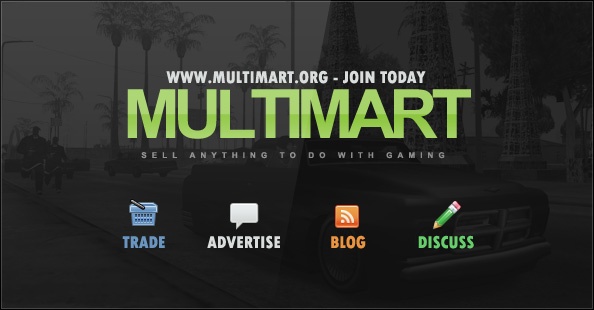 WWW.MULTIMART.ORG - JOIN TODAY
MULTIMART
SELL ANYTHING TO DO WITH GAMING
TRADE ADVERTISE BLOG DISCUSS